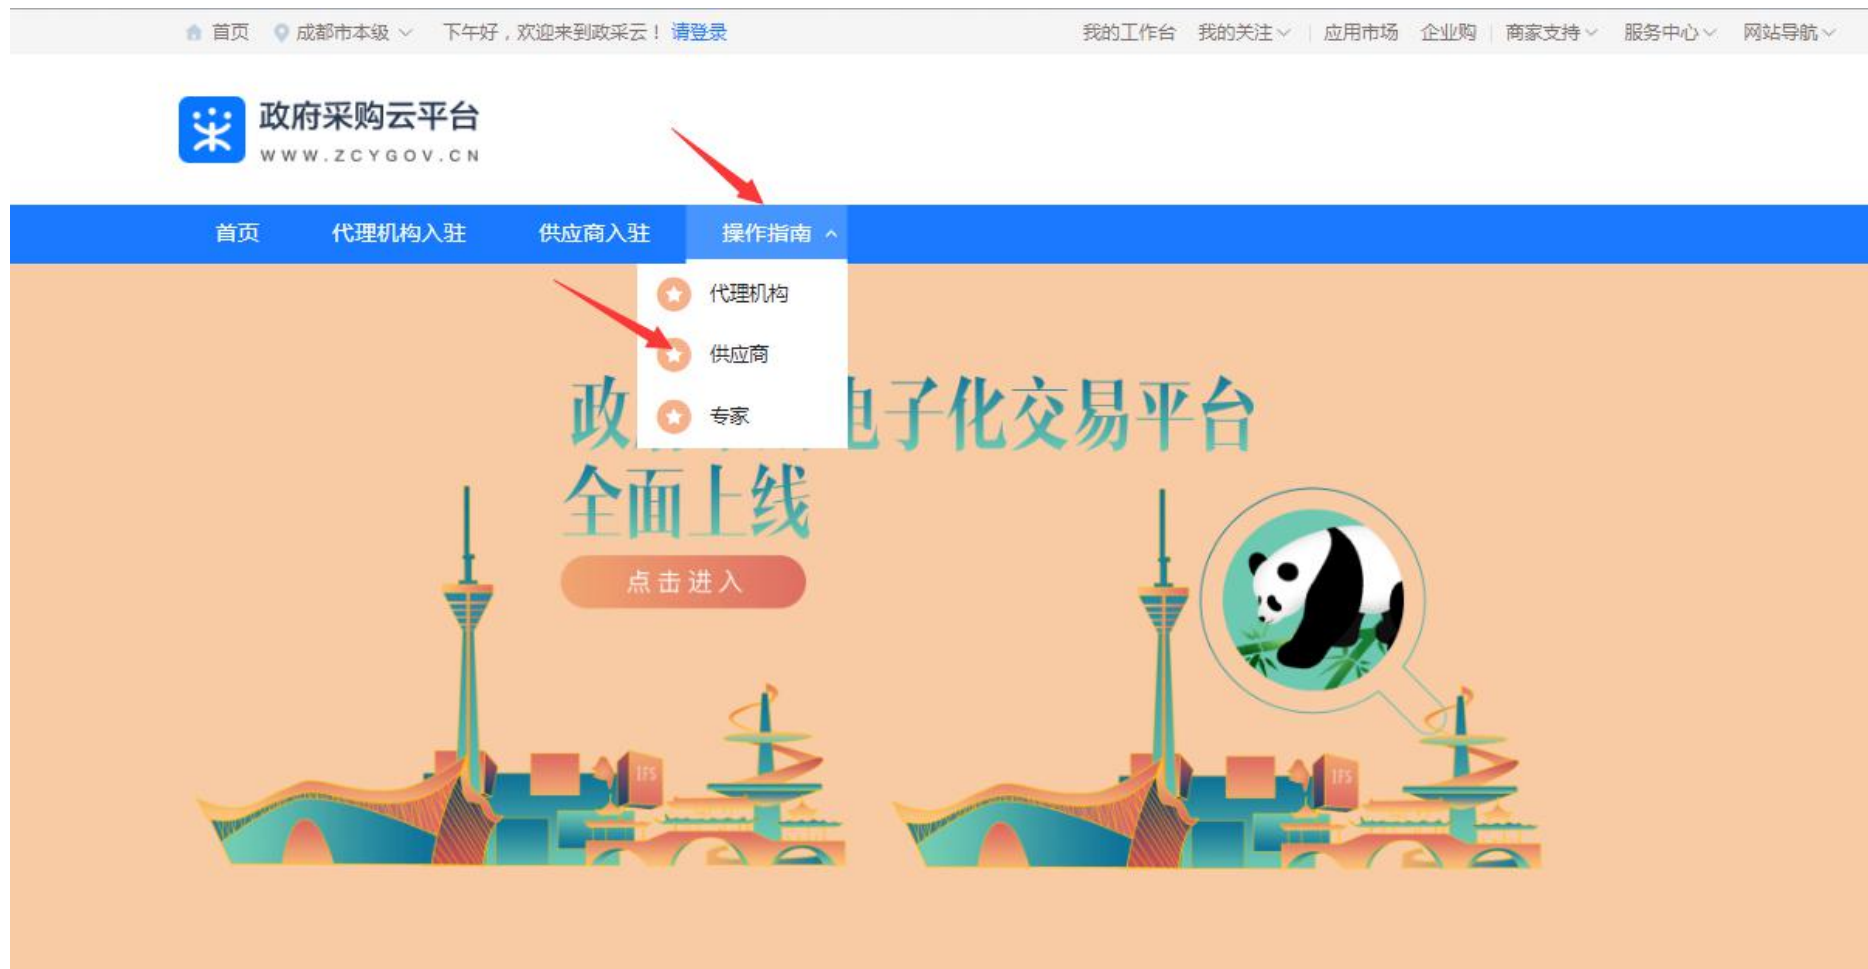 首页 成都市本级 下午好，欢迎来到政采云！ 请登录 我的工作台 我的关注 应用市场 企业购 商家支持 服务中心 网站导航
采 政府采购云平台
WWW.ZCYGOV.CN
首页 代理机构入驻 供应商入驻 操作指南
代理机构
供应商
专家
政 电子化交易平台
全面上线
点击进入
IFS IFS